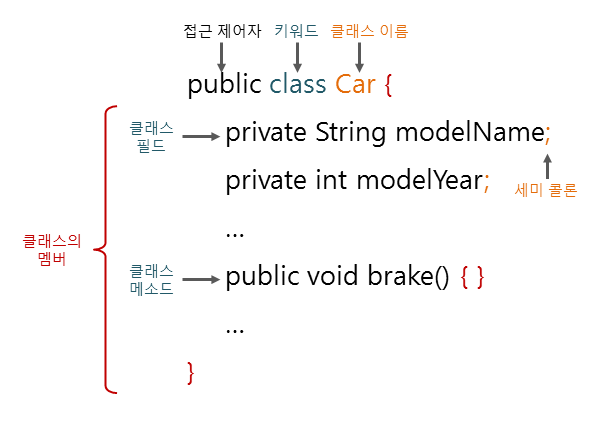 접근 제어자 키워드 클래스 이름
public class Car {
클래스
필드
private String modelName;
private int modelYear;
세미 콜론
...
클래스의
멤버
클래스
메소드
public void brake() { }
...
}